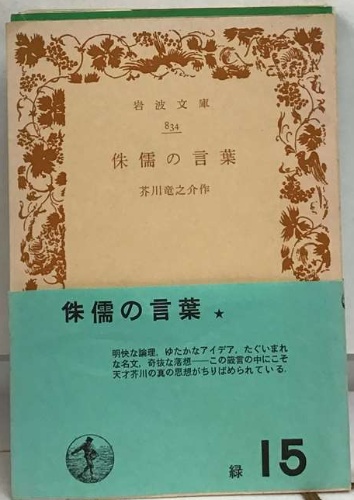 岩波文庫
834
侏儒の言葉
芥川竜之介作
侏儒の言葉 ★
明快な論理，ゆたかなアイデア，たぐいまれ
な名文，奇抜な落想――この箴言の中にこそ
天才芥川の真の思想がちりばめられている．
緑 15